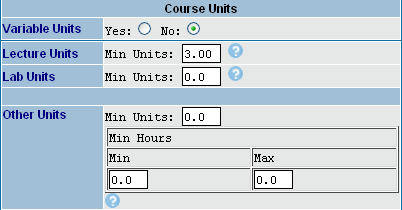 Course Units
Variable Units Yes: No:
Lecture Units Min Units: 3.00 ?
Lab Units Min Units: 0.0 ?
Other Units Min Units: 0.0
Min Hours
Min Max
0.0 0.0
?